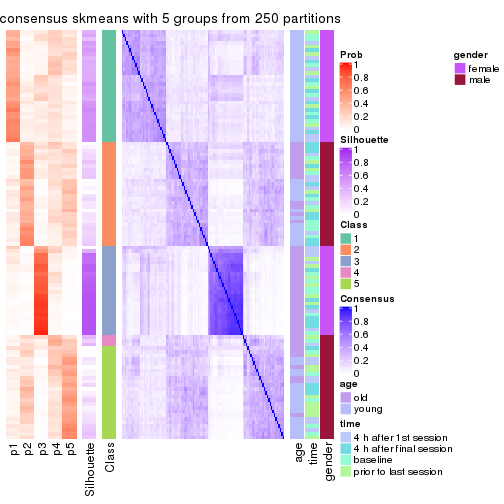 consensus skmeans with 5 groups from 250 partitions
Prob
1
0.8
0.6
0.4
0.2
0
gender
female
male
Silhouette
1
0.8
0.6
0.4
0.2
0
Class
1
2
3
4
5
Consensus
1
0.8
0.6
0.4
0.2
0
age
old
young
time
4 h after 1st session
4 h after final session
baseline
prior to last session
p1
p2
p3
p4
p5
Silhouette
Class
age
time
gender